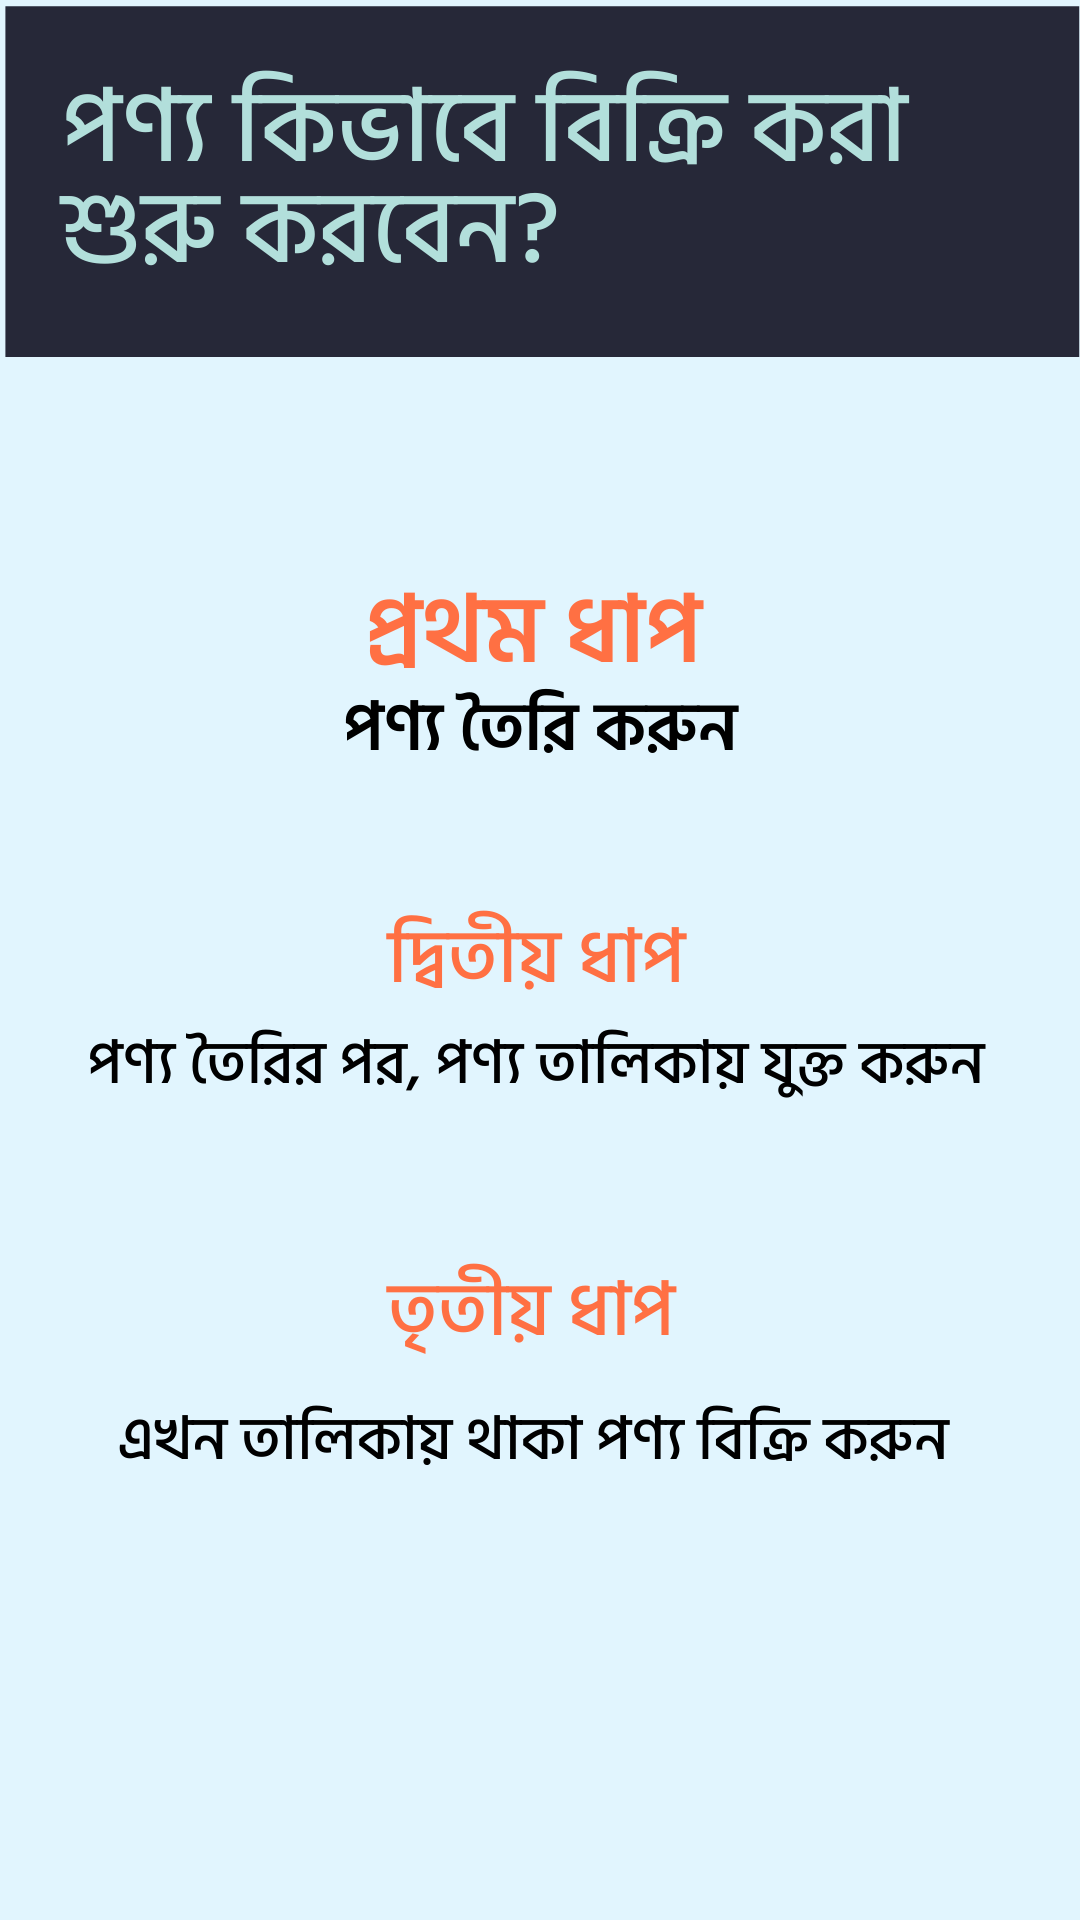 পণ্য কিভাবে বিক্রি করা
শুরু করবেন?
প্রথম ধাপ
পণ্য তৈরি করুন
দ্বিতীয় ধাপ
পণ্য তৈরির পর, পণ্য তালিকায় যুক্ত করুন
তৃতীয় ধাপ
এখন তালিকায় থাকা পণ্য বিক্রি করুন